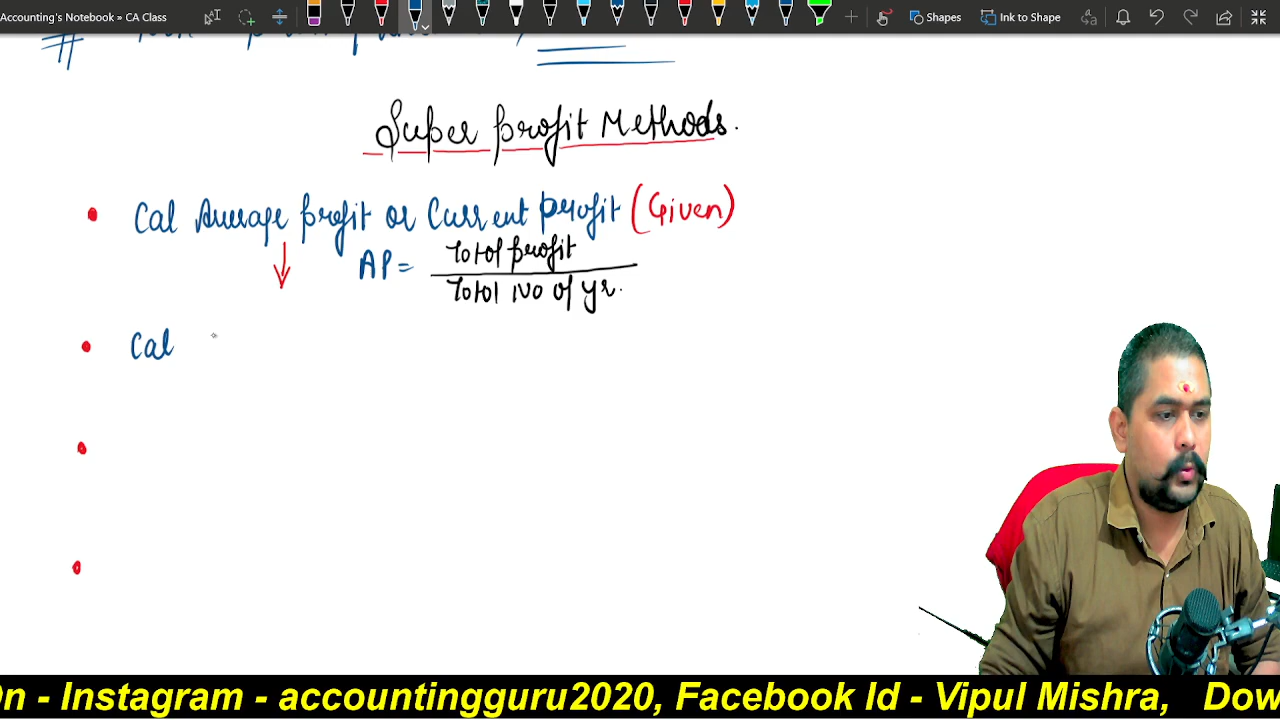 Accounting's Notebook » CA Class
Shapes
Ink to Shape
Super profit Methods.
• Cal Average profit or Current profit (Given)
AP = Total profit
Total No of yr.
• Cal
•
•
On - Instagram - accountingguru2020, Facebook Id - Vipul Mishra, Dow